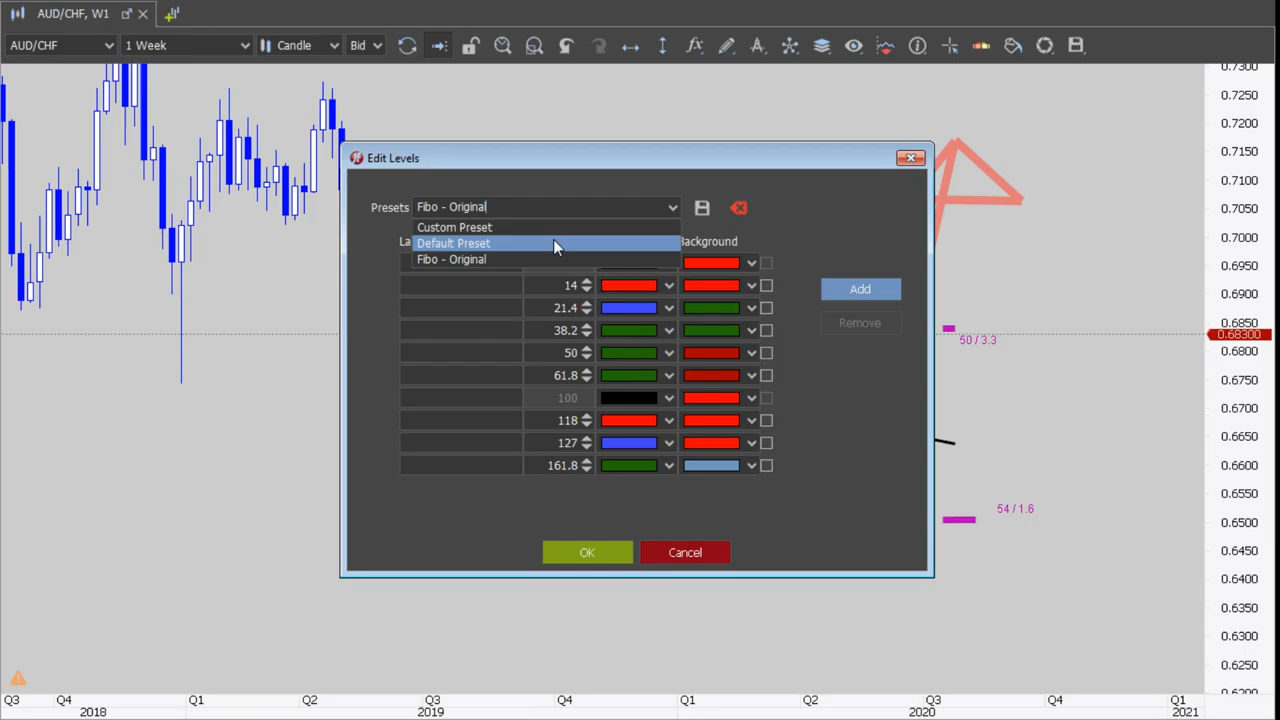 AUD/CHF, W1
AUD/CHF
1 Week
Candle
Bid
Edit Levels
Presets
Fibo - Original
Custom Preset
Default Preset
Fibo - Original
La
Background
14
21.4
38.2
50
61.8
100
118
127
161.8
Add
Remove
OK
Cancel
50 / 3.3
54 / 1.6
0.7300
0.7250
0.7200
0.7150
0.7100
0.7050
0.7000
0.6950
0.6900
0.6850
0.68300
0.6800
0.6750
0.6700
0.6650
0.6600
0.6550
0.6500
0.6450
0.6400
0.6350
0.6300
0.6250
0.6200
Q3 Q4 Q1 Q2 Q3 Q4 Q1 Q2 Q3 Q4 Q1
2018 2019 2020 2021